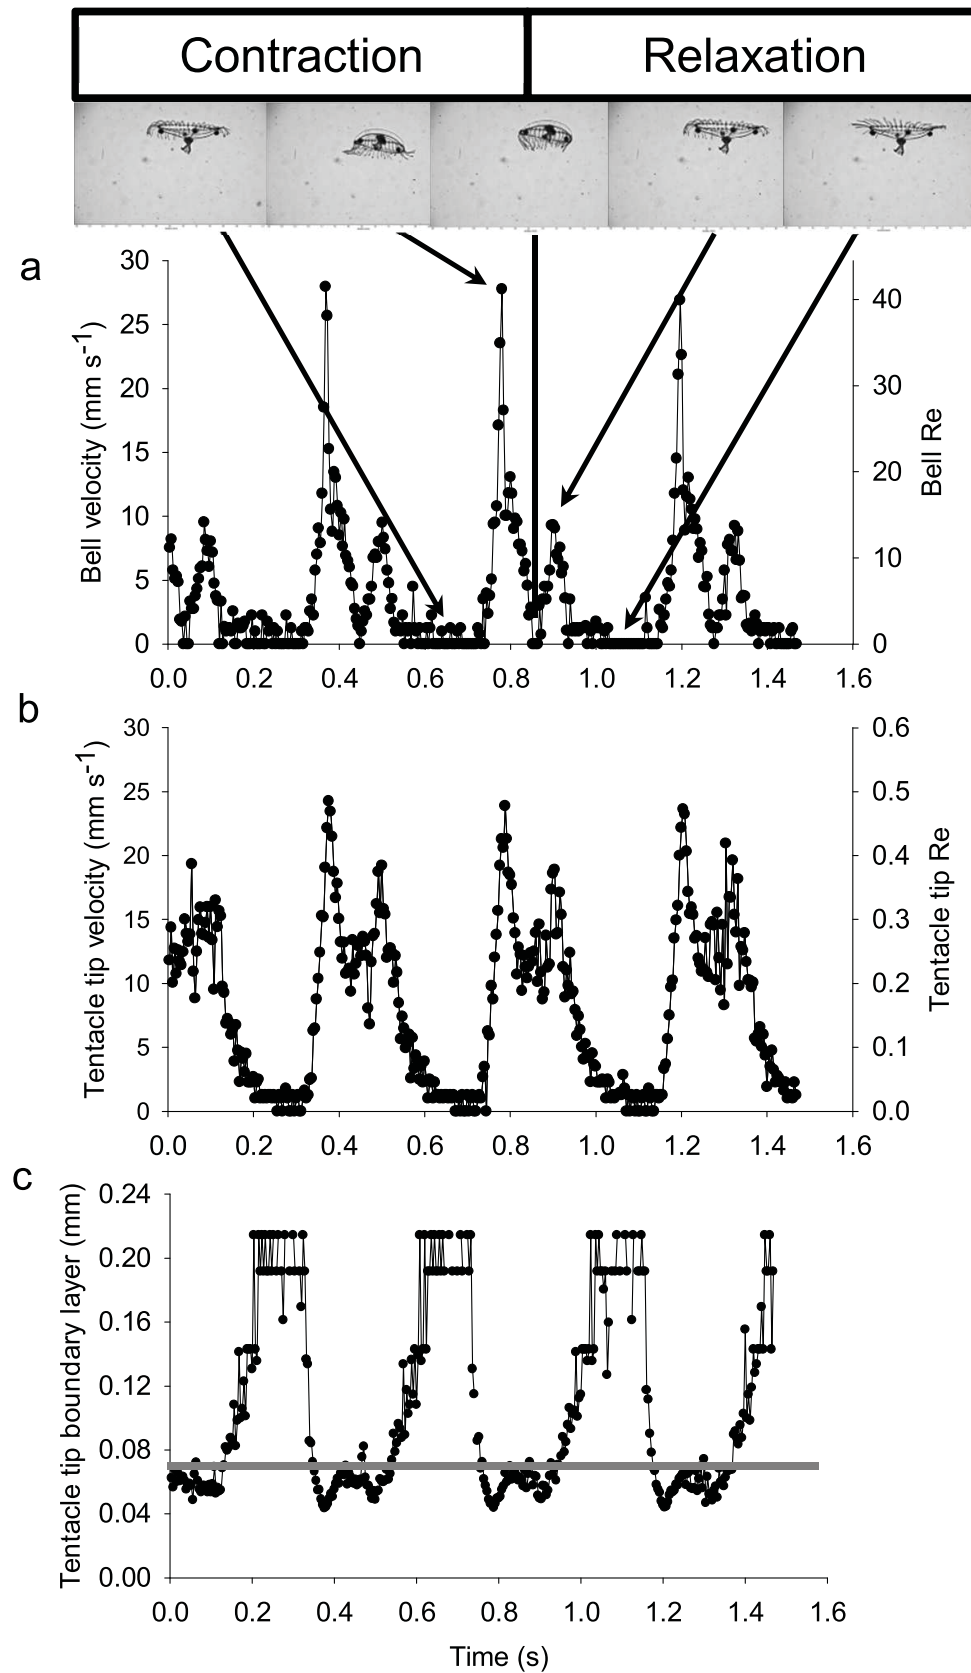 Contraction Relaxation
a
Bell velocity (mm s-1)
30
25
20
15
10
5
0
40
30
20
10
0
Bell Re
0.0 0.2 0.4 0.6 0.8 1.0 1.2 1.4 1.6
b
Tentacle tip velocity (mm s-1)
30
25
20
15
10
5
0
0.6
0.5
0.4
0.3
0.2
0.1
0.0
Tentacle tip Re
0.0 0.2 0.4 0.6 0.8 1.0 1.2 1.4 1.6
c
Tentacle tip boundary layer (mm)
0.24
0.20
0.16
0.12
0.08
0.04
0.00
0.0 0.2 0.4 0.6 0.8 1.0 1.2 1.4 1.6
Time (s)